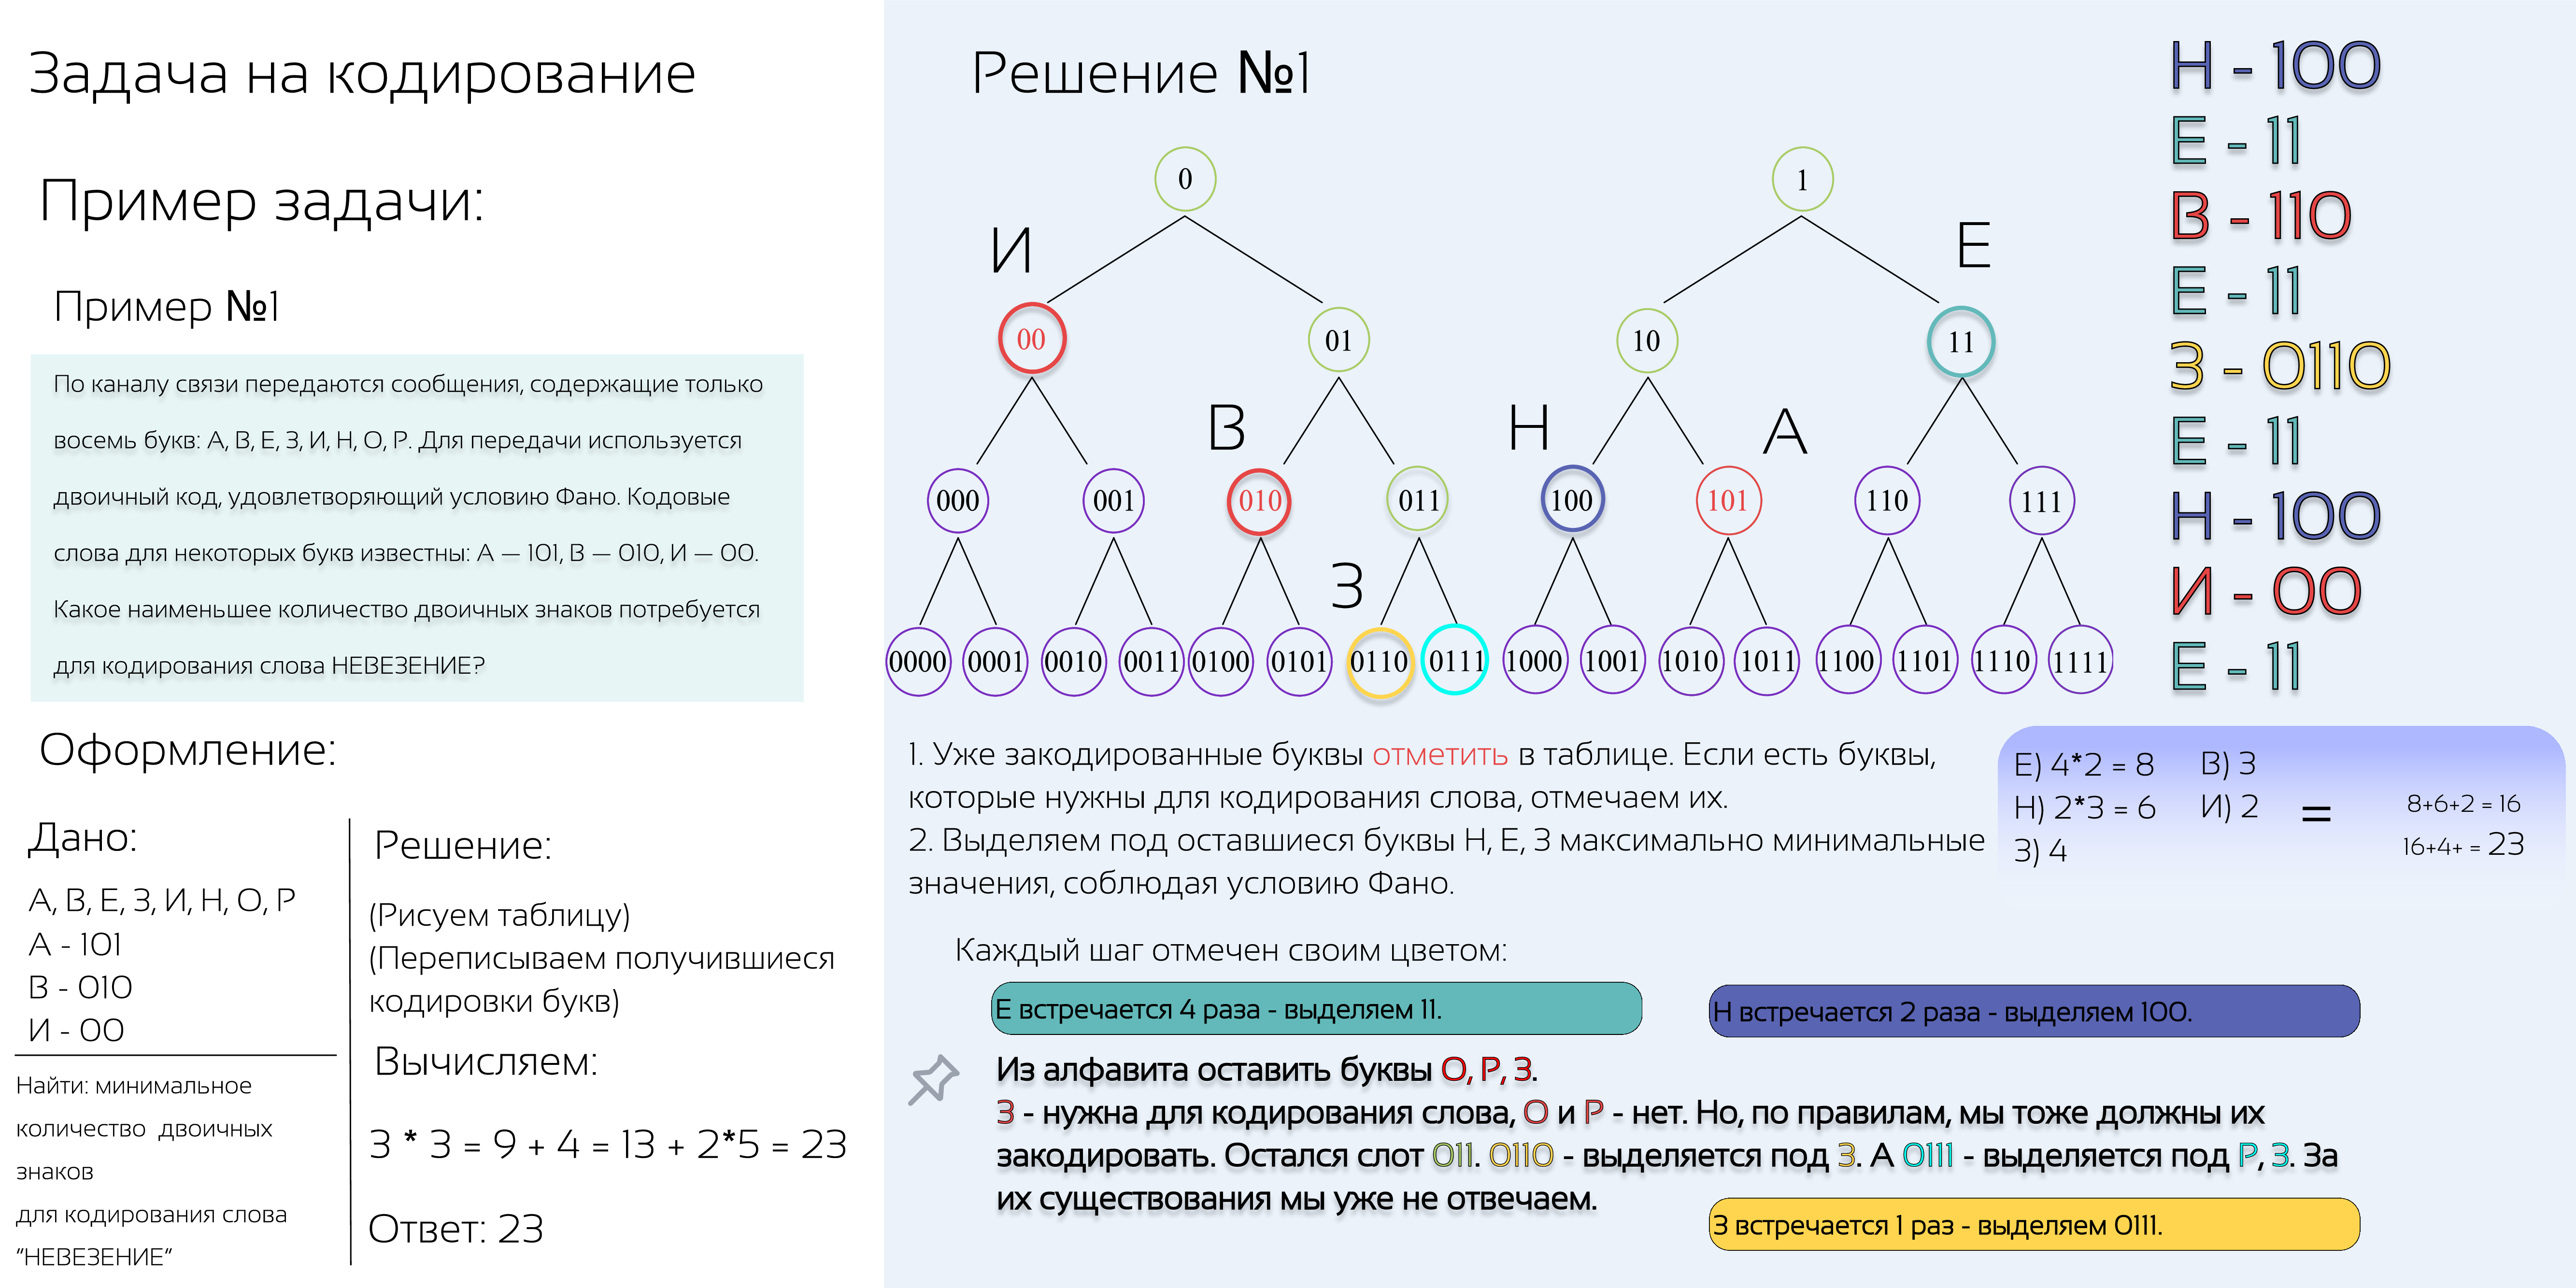 Задача на кодирование
Пример задачи:
Пример №1
По каналу связи передаются сообщения, содержащие только
восемь букв: А, В, Е, З, И, Н, О, Р. Для передачи используется
двоичный код, удовлетворяющий условию Фано. Кодовые
слова для некоторых букв известны: А — 101, В — 010, И — 00.
Какое наименьшее количество двоичных знаков потребуется
для кодирования слова НЕВЕЗЕНИЕ?
Оформление:
Дано:
А, В, Е, З, И, Н, О, Р
А - 101
В - 010
И - 00
Найти: минимальное
количество двоичных
знаков
для кодирования слова
“НЕВЕЗЕНИЕ”
Решение:
(Рисуем таблицу)
(Переписываем получившиеся
кодировки букв)
Вычисляем:
3 * 3 = 9 + 4 = 13 + 2*5 = 23
Ответ: 23
Решение №1
0 1
И Е
00 01 10 11
В Н А
000 001 010 011 100 101 110 111
З
0000 0001 0010 0011 0100 0101 0110 0111 1000 1001 1010 1011 1100 1101 1110 1111
Н - 100
Е - 11
В - 110
Е - 11
З - 0110
Е - 11
Н - 100
И - 00
Е - 11
1. Уже закодированные буквы отметить в таблице. Если есть буквы,
которые нужны для кодирования слова, отмечаем их.
2. Выделяем под оставшиеся буквы Н, Е, З максимально минимальные
значения, соблюдая условию Фано.
Е) 4*2 = 8 В) 3
Н) 2*3 = 6 И) 2
З) 4
=
8+6+2 = 16
16+4+ = 23
Каждый шаг отмечен своим цветом:
Е встречается 4 раза - выделяем 11.
Н встречается 2 раза - выделяем 100.
Из алфавита оставить буквы О, Р, З.
З - нужна для кодирования слова, О и Р - нет. Но, по правилам, мы тоже должны их
закодировать. Остался слот 011. 0110 - выделяется под З. А 0111 - выделяется под Р, З. За
их существования мы уже не отвечаем.
З встречается 1 раз - выделяем 0111.